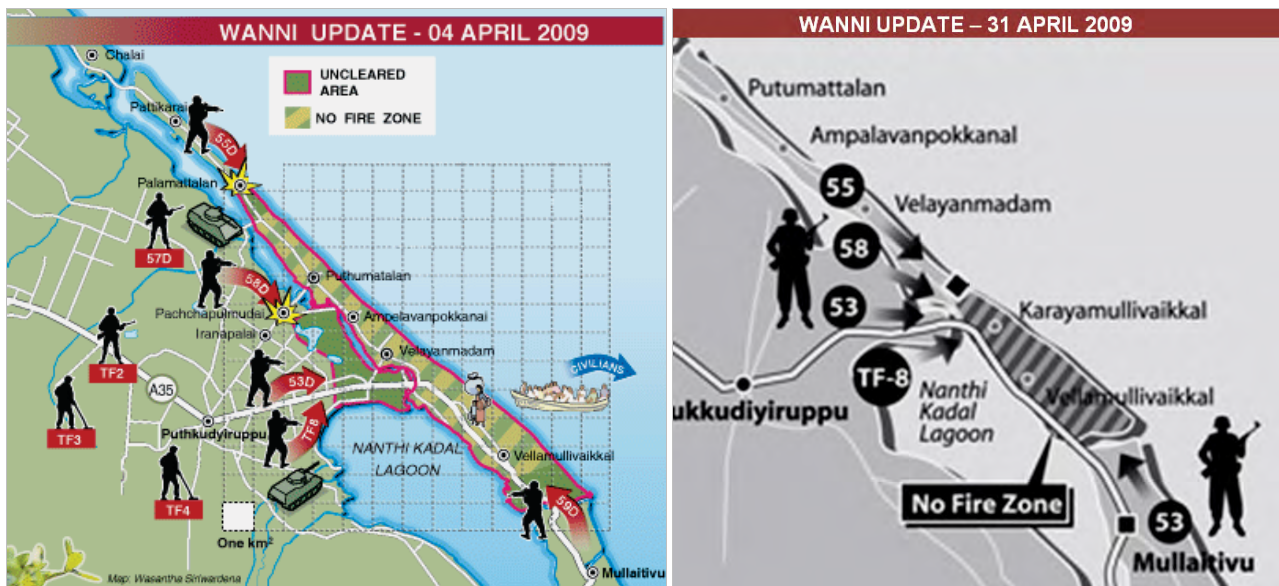 WANNI UPDATE - 04 APRIL 2009
Chalai
UNCLEARED
AREA
NO FIRE ZONE
Pattikarai
55D
Palamattalan
57D
58D
Puthumatalan
Pachchapulmudai
Iranapalai
Ampelavanpokkanai
Velayanmadam
CIVILIANS
TF2
A35
53D
TF3
Puthkudyiruppu
TF8
NANTHI KADAL
LAGOON
Vellamullivaikkal
TF4
59D
One km²
Map: Wasantha Siriwardena
Mullaitivu
WANNI UPDATE – 31 APRIL 2009
Putumattalan
Ampalavanpokkanal
55
Velayanmadam
58
53
Karayamullivaikkal
TF-8
Nanthi
Kadal
Lagoon
Vellamullivaikkal
ukkudiyiruppu
No Fire Zone
53
Mullaitivu